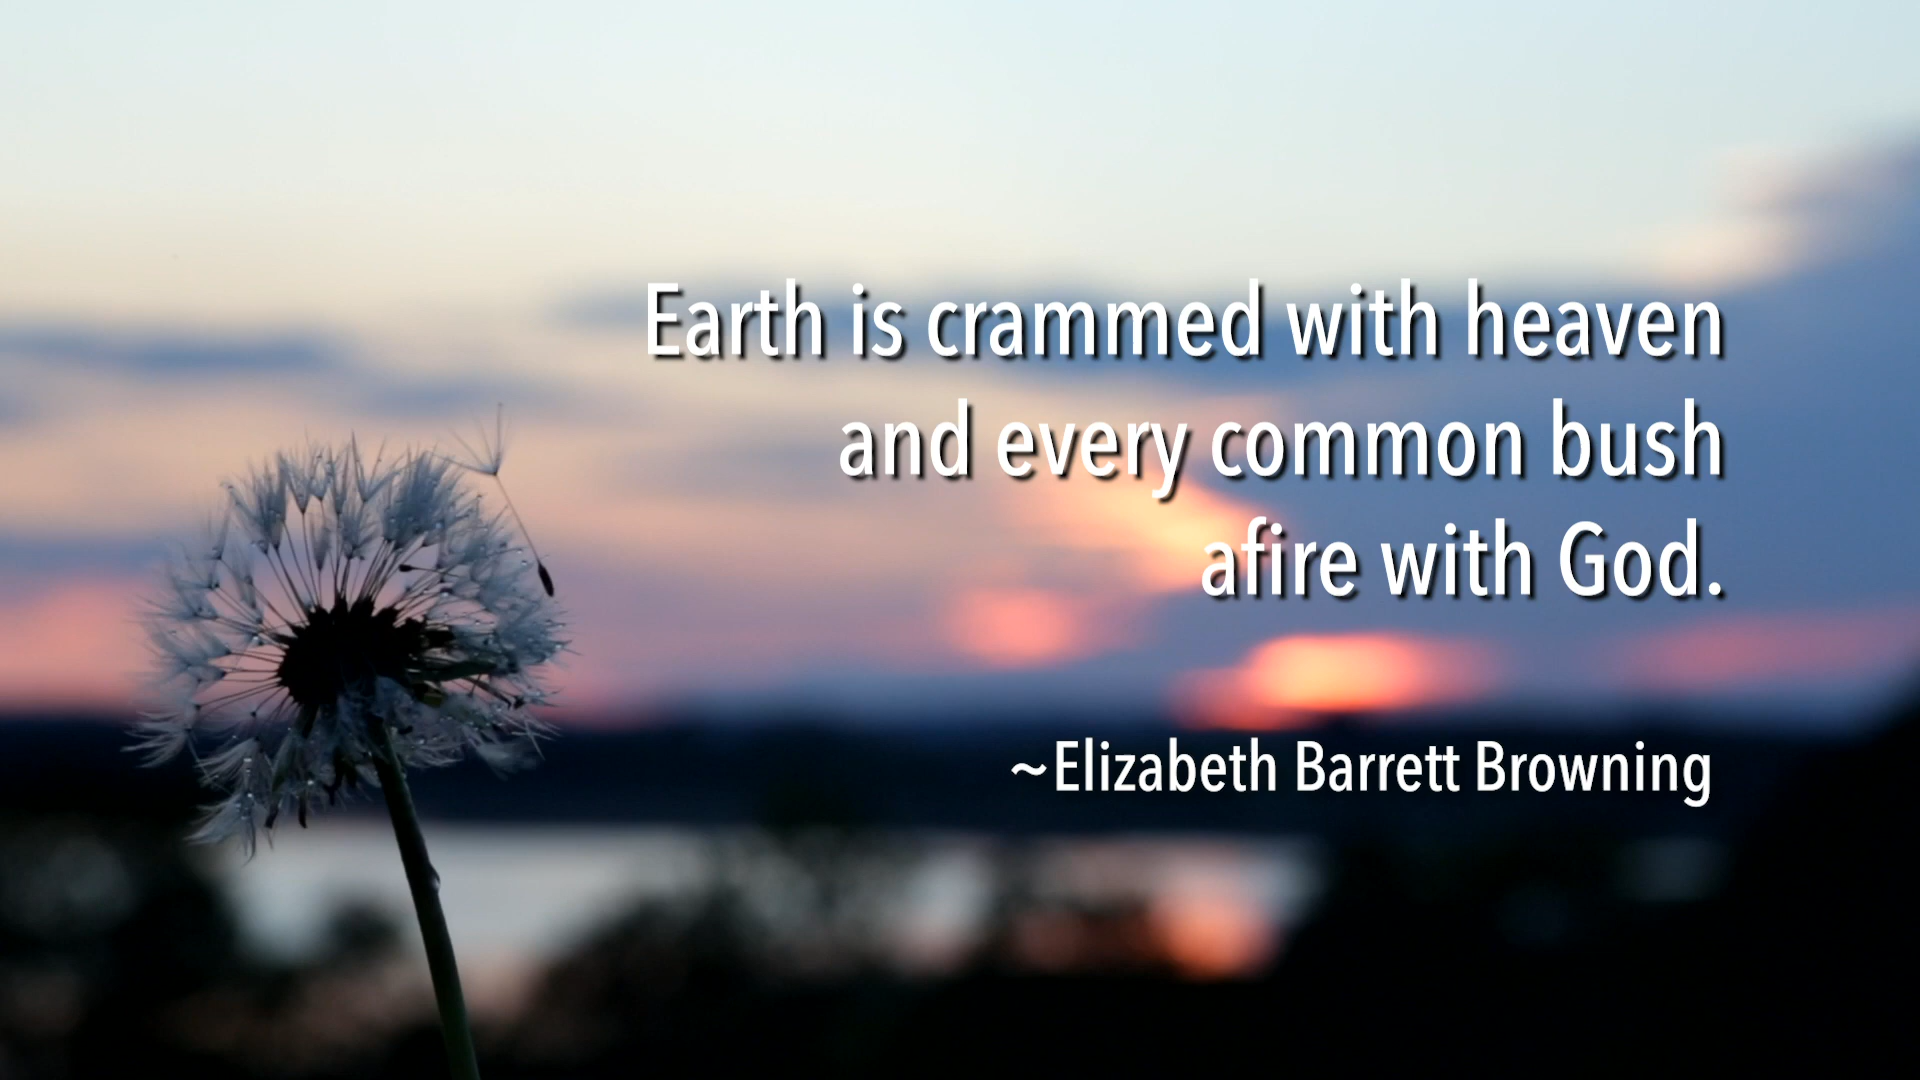 Earth is crammed with heaven
and every common bush
afire with God.
~Elizabeth Barrett Browning